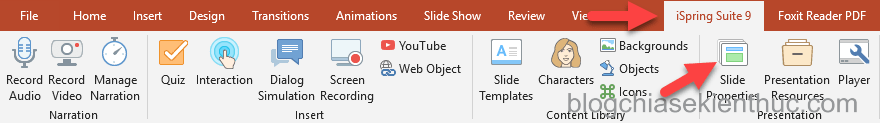 File Home Insert Design Transitions Animations Slide Show Review Vie iSpring Suite 9 Foxit Reader PDF
Record Audio
Record Video
Manage Narration
Narration
Quiz
Interaction
Dialog Simulation
Screen Recording
YouTube
Web Object
Insert
Slide Templates
Characters
Backgrounds
Objects
Icons
Content Library
Slide Properties
Presentation Resources
Player
Presentation
blogchiasekienthuc.com